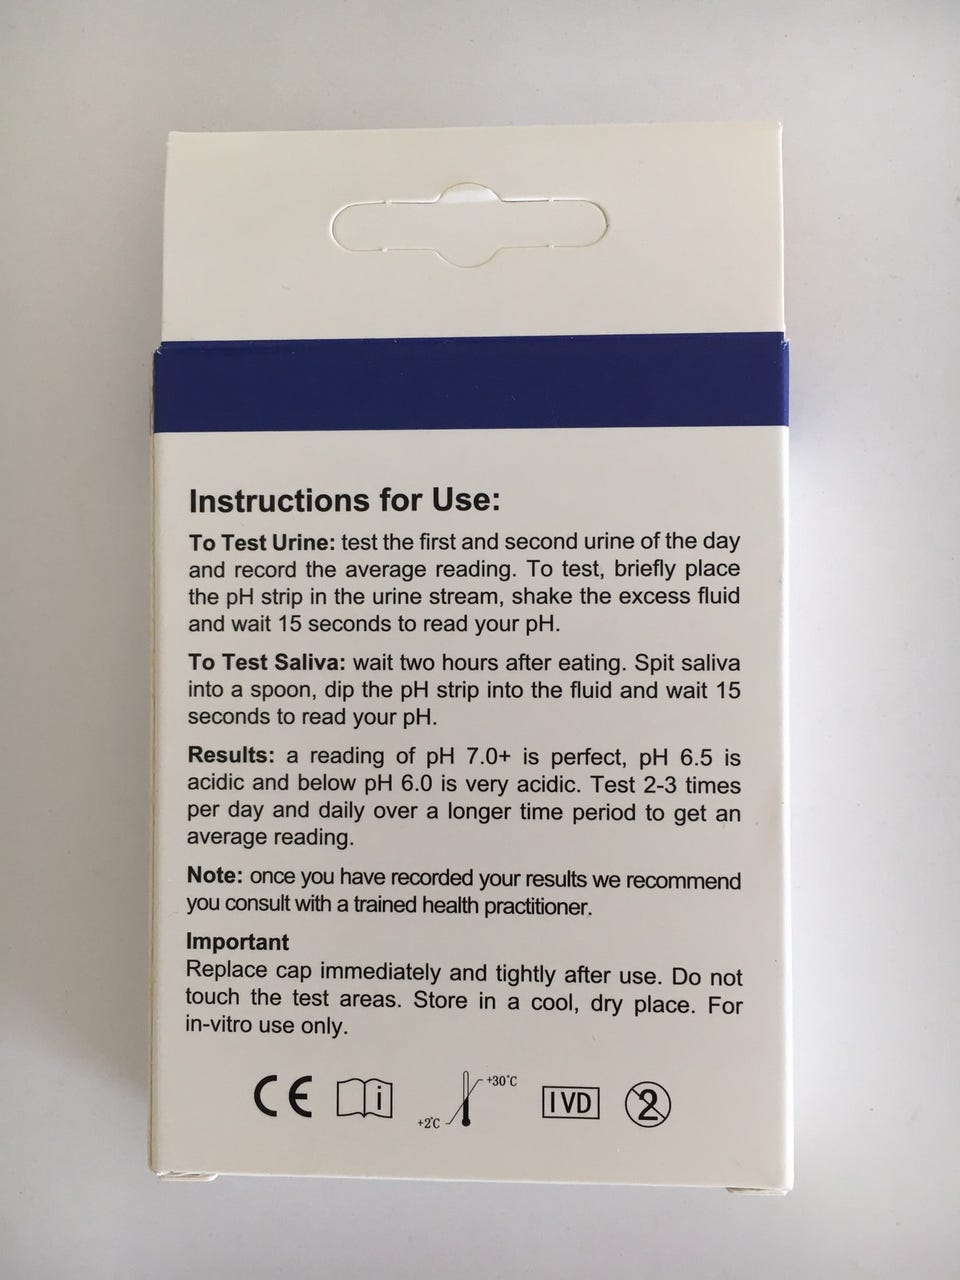 Instructions for Use:
To Test Urine: test the first and second urine of the day
and record the average reading. To test, briefly place
the pH strip in the urine stream, shake the excess fluid
and wait 15 seconds to read your pH.
To Test Saliva: wait two hours after eating. Spit saliva
into a spoon, dip the pH strip into the fluid and wait 15
seconds to read your pH.
Results: a reading of pH 7.0+ is perfect, pH 6.5 is
acidic and below pH 6.0 is very acidic. Test 2-3 times
per day and daily over a longer time period to get an
average reading.
Note: once you have recorded your results we recommend
you consult with a trained health practitioner.
Important
Replace cap immediately and tightly after use. Do not
touch the test areas. Store in a cool, dry place. For
in-vitro use only.
CE i +2°C +30°C IVD 2